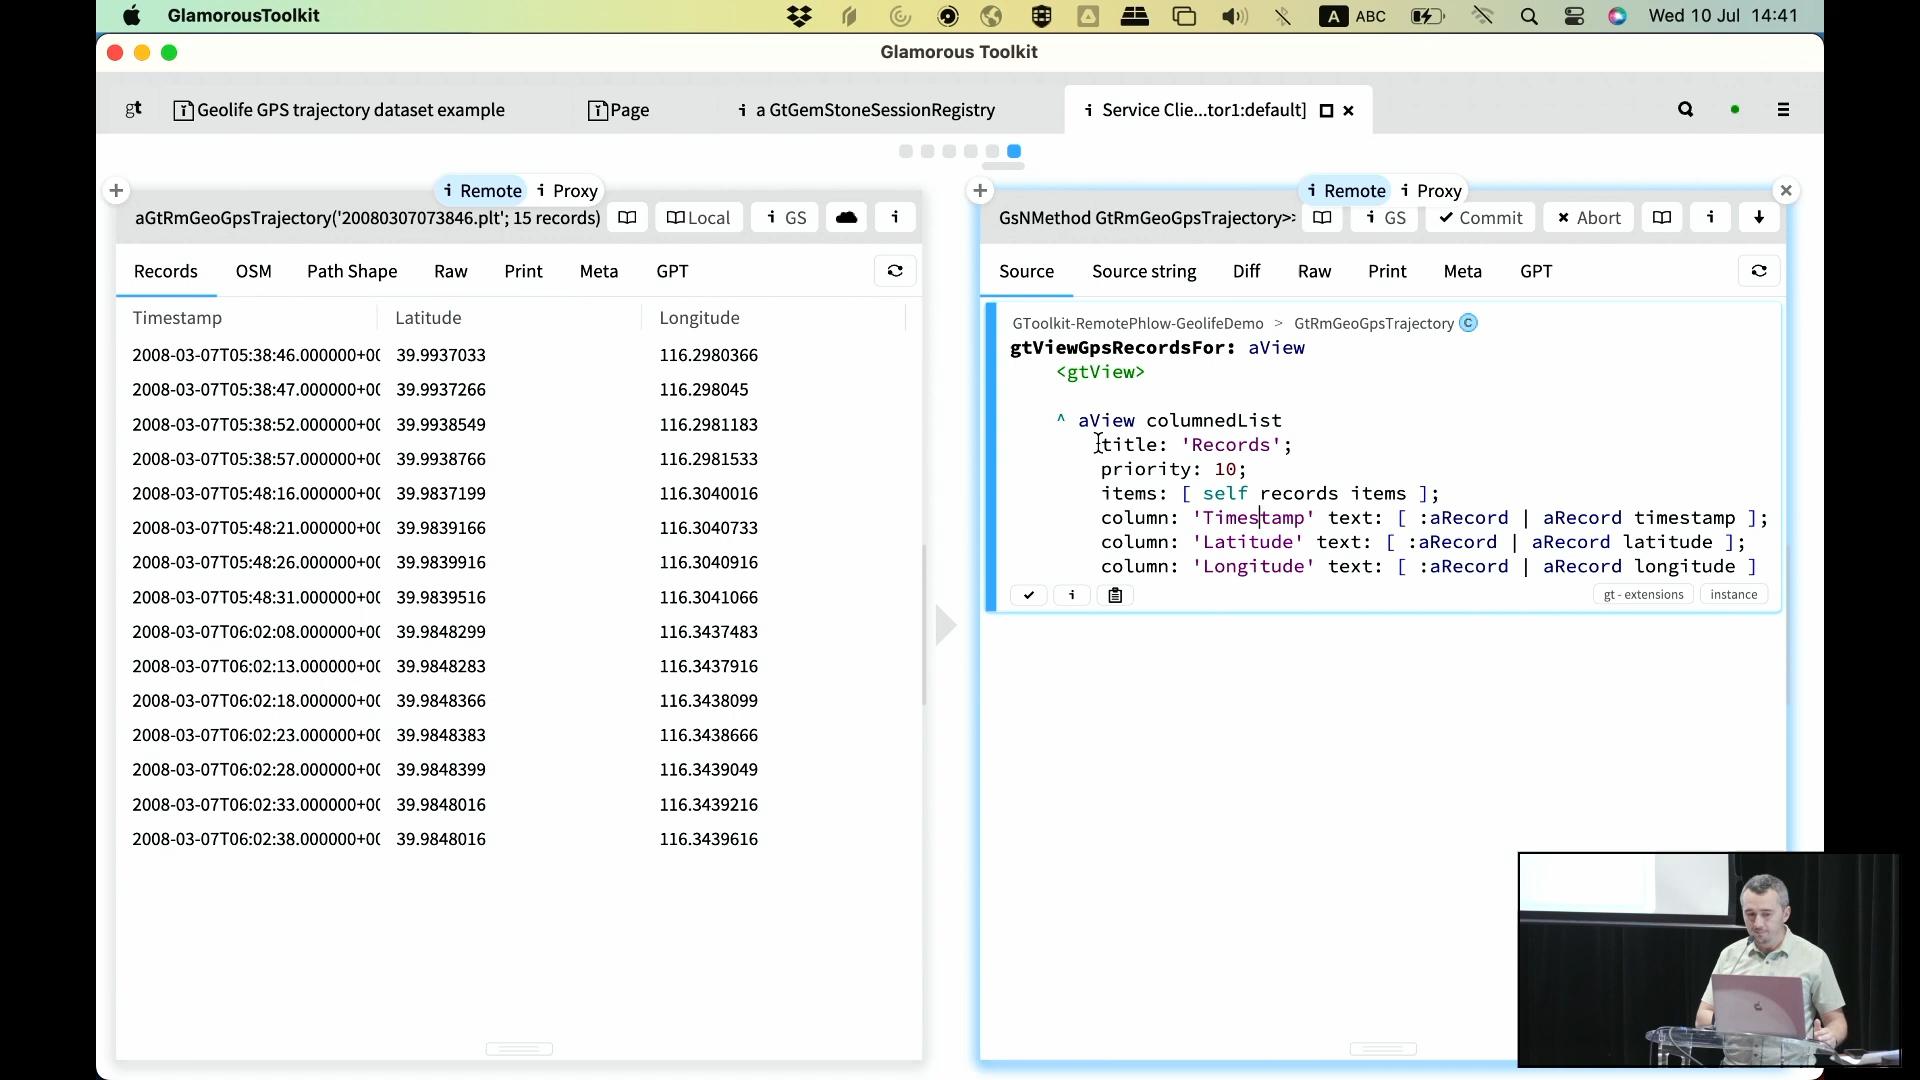 GlamorousToolkit
A ABC
Wed 10 Jul 14:41
Glamorous Toolkit
gt
Geolife GPS trajectory dataset example
Page
i a GtGemStoneSessionRegistry
i Service Clie...tor1:default]
i Remote i Proxy
aGtRmGeoGpsTrajectory('20080307073846.plt'; 15 records)
Local
i GS
i
Records OSM Path Shape Raw Print Meta GPT
Timestamp Latitude Longitude
2008-03-07T05:38:46.000000+0( 39.9937033 116.2980366
2008-03-07T05:38:47.000000+0( 39.9937266 116.298045
2008-03-07T05:38:52.000000+0( 39.9938549 116.2981183
2008-03-07T05:38:57.000000+0( 39.9938766 116.2981533
2008-03-07T05:48:16.000000+0( 39.9837199 116.3040016
2008-03-07T05:48:21.000000+0( 39.9839166 116.3040733
2008-03-07T05:48:26.000000+0( 39.9839916 116.3040916
2008-03-07T05:48:31.000000+0( 39.9839516 116.3041066
2008-03-07T06:02:08.000000+0( 39.9848299 116.3437483
2008-03-07T06:02:13.000000+0( 39.9848283 116.3437916
2008-03-07T06:02:18.000000+0( 39.9848366 116.3438099
2008-03-07T06:02:23.000000+0( 39.9848383 116.3438666
2008-03-07T06:02:28.000000+0( 39.9848399 116.3439049
2008-03-07T06:02:33.000000+0( 39.9848016 116.3439216
2008-03-07T06:02:38.000000+0( 39.9848016 116.3439616
i Remote i Proxy
GsNMethod GtRmGeoGpsTrajectory>>
i GS
Commit
Abort
i
Source Source string Diff Raw Print Meta GPT
GToolkit-RemotePhlow-GeolifeDemo > GtRmGeoGpsTrajectory C
gtViewGpsRecordsFor: aView
<gtView>
^ aView columnedList
title: 'Records';
priority: 10;
items: [ self records items ];
column: 'Timestamp' text: [ :aRecord | aRecord timestamp ];
column: 'Latitude' text: [ :aRecord | aRecord latitude ];
column: 'Longitude' text: [ :aRecord | aRecord longitude ]
i
gt - extensions
instance